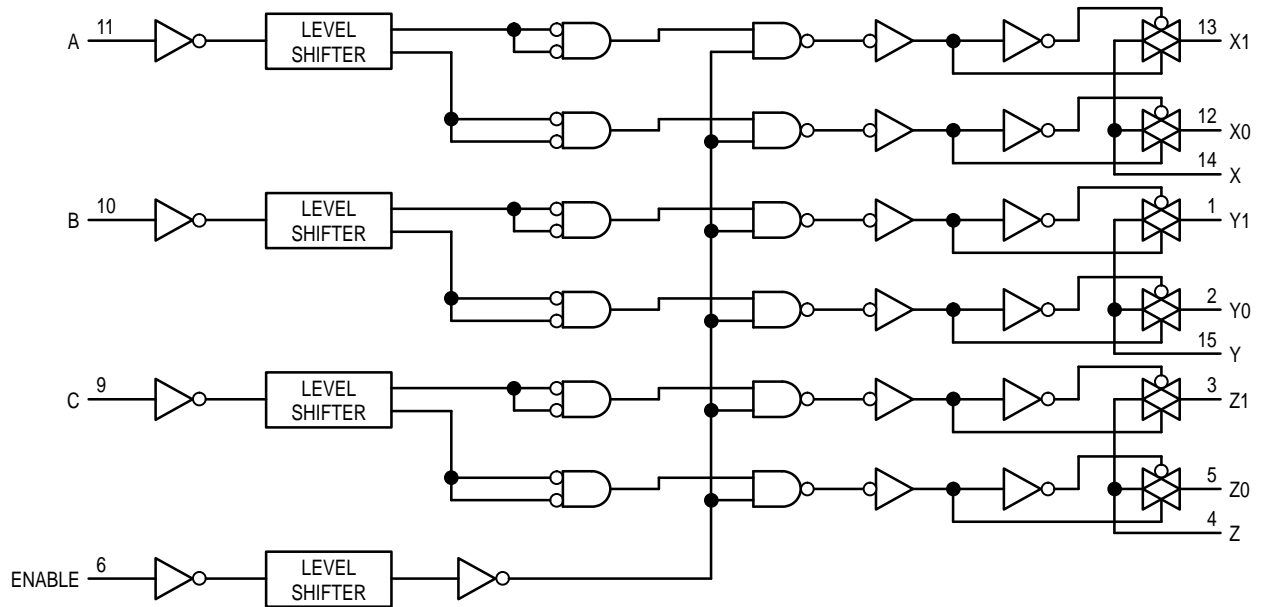 A 11 LEVEL SHIFTER 13 X1
12 X0
14 X
B 10 LEVEL SHIFTER 1 Y1
2 Y0
15 Y
C 9 LEVEL SHIFTER 3 Z1
5 Z0
4 Z
ENABLE 6 LEVEL SHIFTER